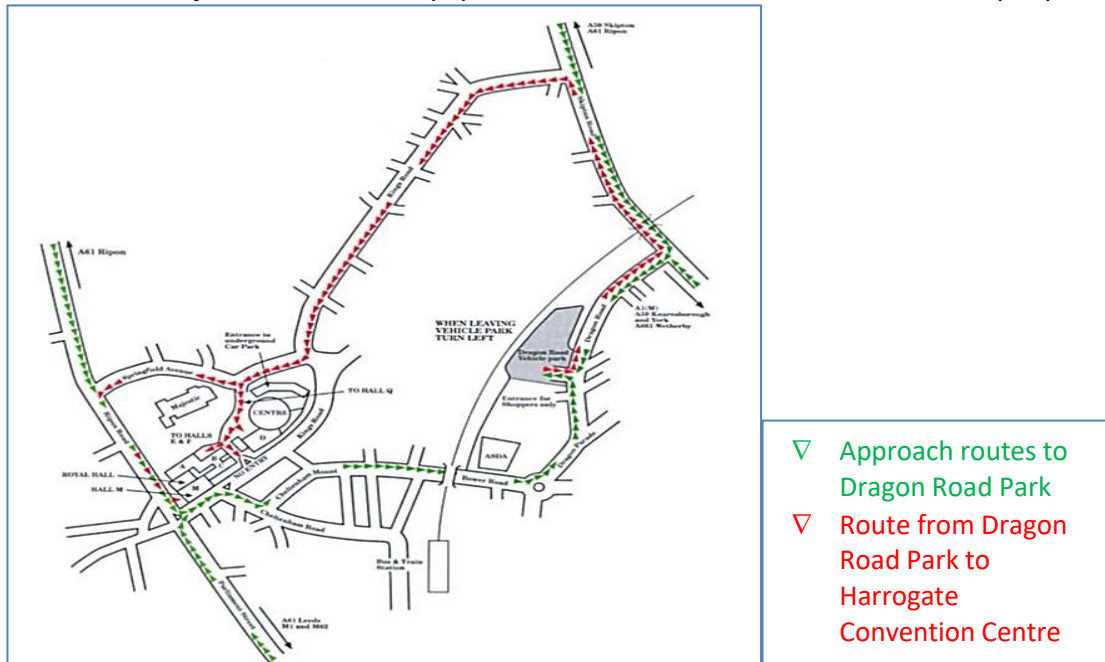 A59 Skipton
A61 Ripon
Skipton Road
Kings Road
A61 Ripon
WHEN LEAVING
VEHICLE PARK
TURN LEFT
Dragon Road
A1(M)
A59 Knaresborough
and York
A661 Wetherby
Entrance to
underground
Car Park
Dragon Road
Vehicle park
Springfield Avenue
TO HALL Q
Majestic
CENTRE
Entrance for
Shoppers only
Ripon Road
Kings Road
TO HALLS
E & F
D
A
B
C
NO ENTRY
ASDA
Dragon Parade
ROYAL HALL
M
HALL M
Cheltenham Mount
Bower Road
Cheltenham Road
Bus & Train
Station
Parliament Street
A61 Leeds
M1 and M62
Approach routes to
Dragon Road Park
Route from Dragon
Road Park to
Harrogate
Convention Centre